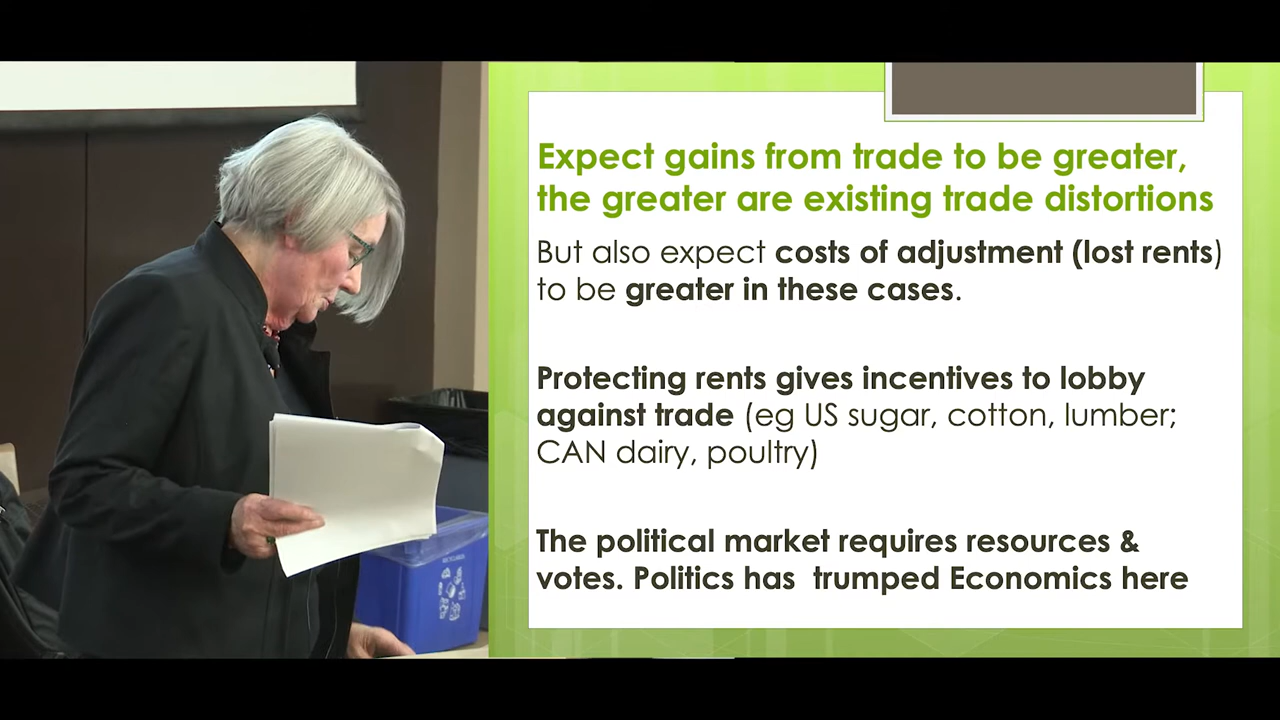 Expect gains from trade to be greater,
the greater are existing trade distortions
But also expect costs of adjustment (lost rents)
to be greater in these cases.
Protecting rents gives incentives to lobby
against trade (eg US sugar, cotton, lumber;
CAN dairy, poultry)
The political market requires resources &
votes. Politics has  trumped Economics here